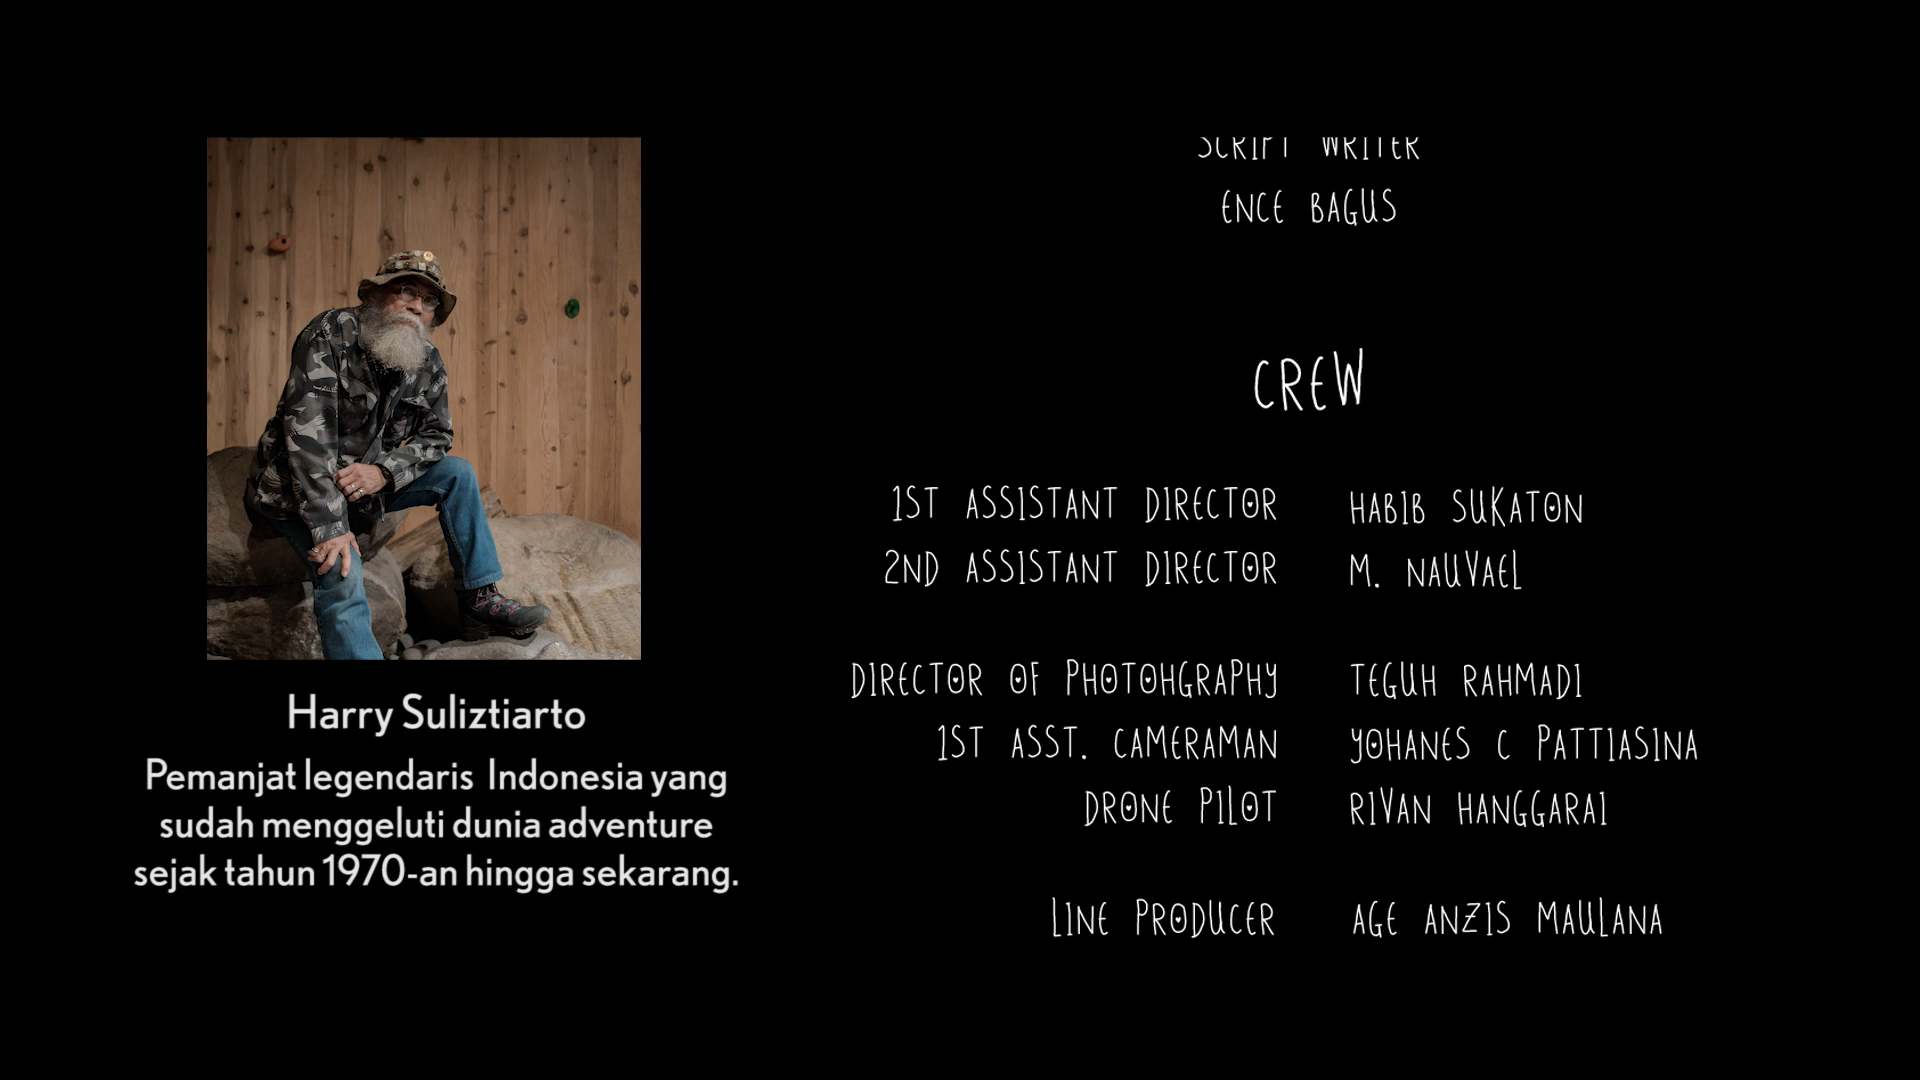 Harry Suliztiarto
Pemanjat legendaris Indonesia yang
sudah menggeluti dunia adventure
sejak tahun 1970-an hingga sekarang.
SCRIPT WRITER
ENCE BAGUS
CREW
1ST ASSISTANT DIRECTOR HABIB SUKATON
2ND ASSISTANT DIRECTOR M. NAUVAEL
DIRECTOR OF PHOTOHGRAPHY TEGUH RAHMADI
1ST ASST. CAMERAMAN YOHANES C PATTIASINA
DRONE PILOT RIVAN HANGGARAI
LINE PRODUCER AGE ANZIS MAULANA